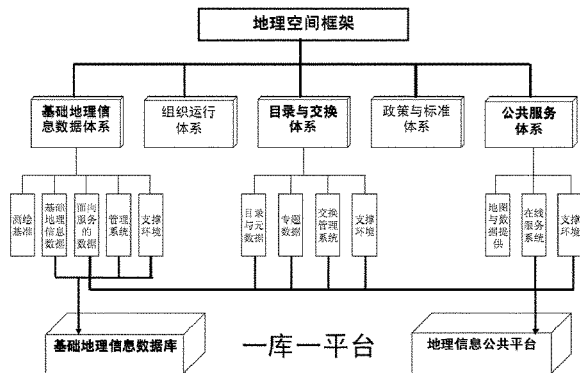 地理空间框架
基础地理信
息数据体系
组织运行
体系
目录与交换
体系
政策与标准
体系
公共服务
体系
测绘
基准
基础
地理信
息数据
面向
服务的
数据
管理
系统
支撑
环境
目录
与元
数据
专题
数据
交换
管理
系统
支撑
环境
地图
与数
据提
供
在线
服务
系统
支撑
环境
基础地理信息数据库
一库一平台
地理信息公共平台